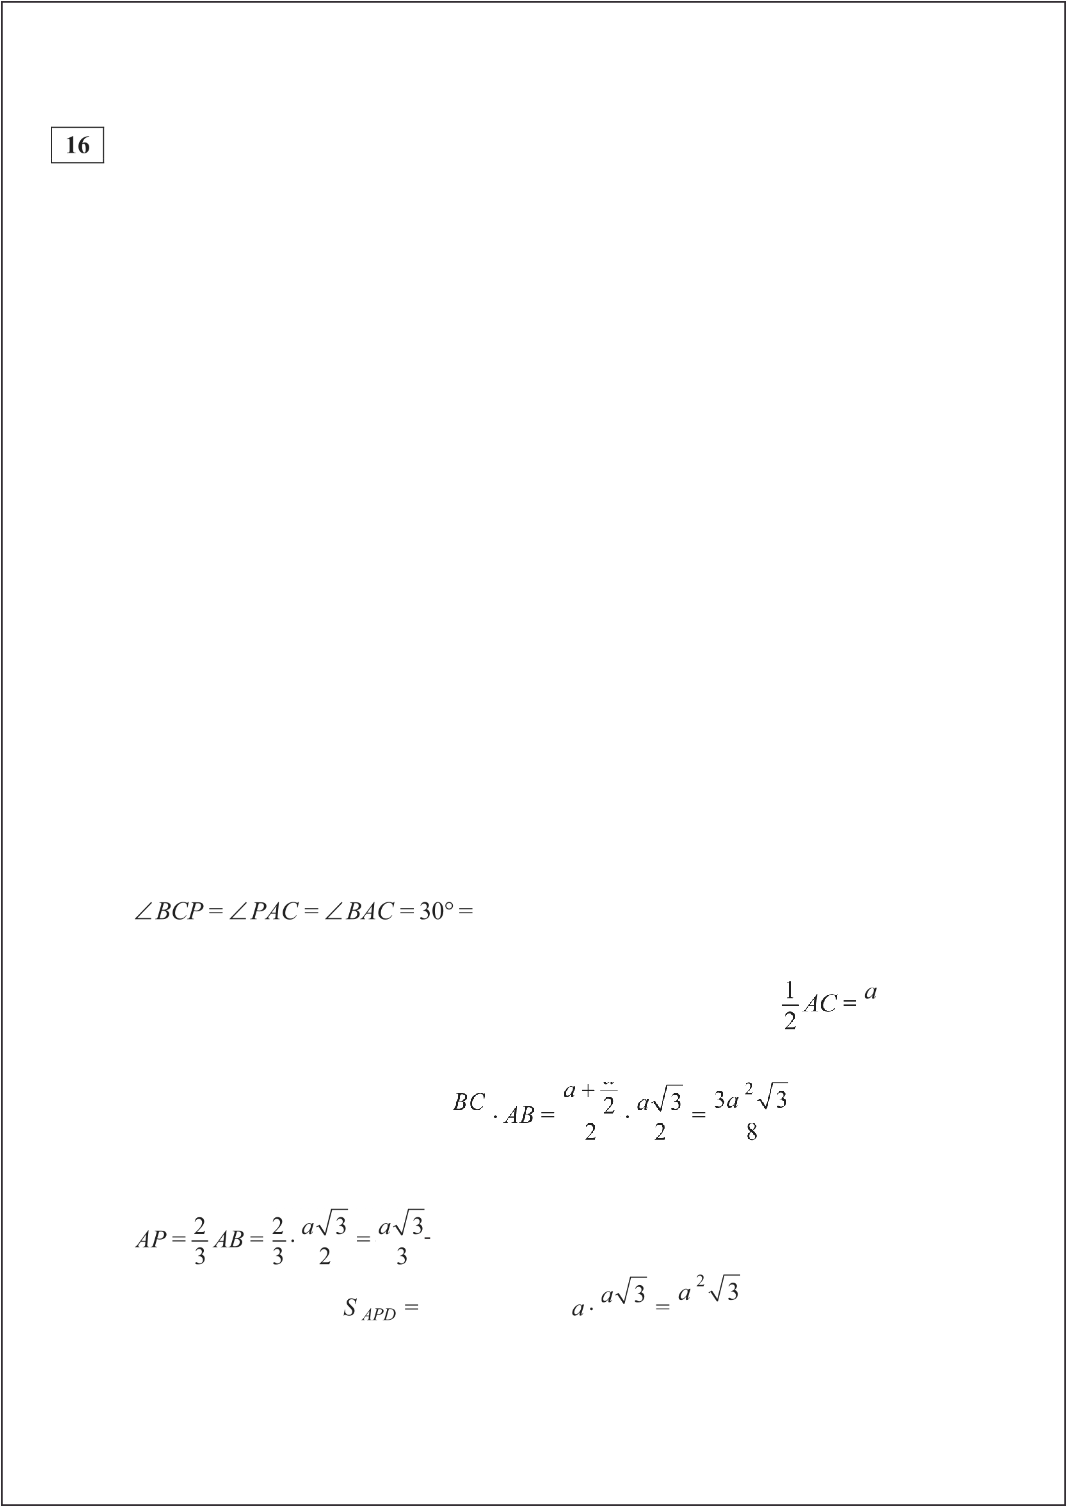 16
∠BCP = ∠PAC = ∠BAC = 30° =
1/2 AC = a
BC · AB = (a + /2)/2 · a√3/2 = 3a²√3/8
AP = 2/3 AB = 2/3 · a√3/2 = a√3/3 -
S APD = a · a√3 = a²√3